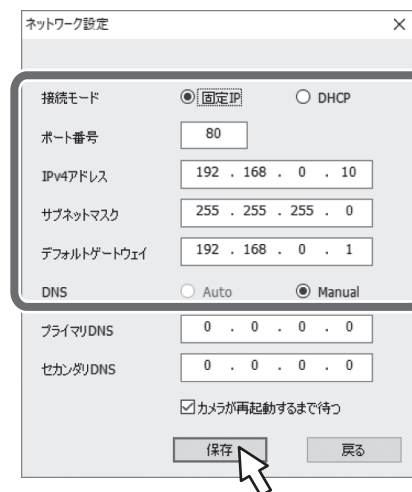 ネットワーク設定
接続モード 固定IP DHCP
ポート番号 80
IPv4アドレス 192 . 168 . 0 . 10
サブネットマスク 255 . 255 . 255 . 0
デフォルトゲートウェイ 192 . 168 . 0 . 1
DNS Auto Manual
プライマリDNS 0 . 0 . 0 . 0
セカンダリDNS 0 . 0 . 0 . 0
カメラが再起動するまで待つ
保存 戻る